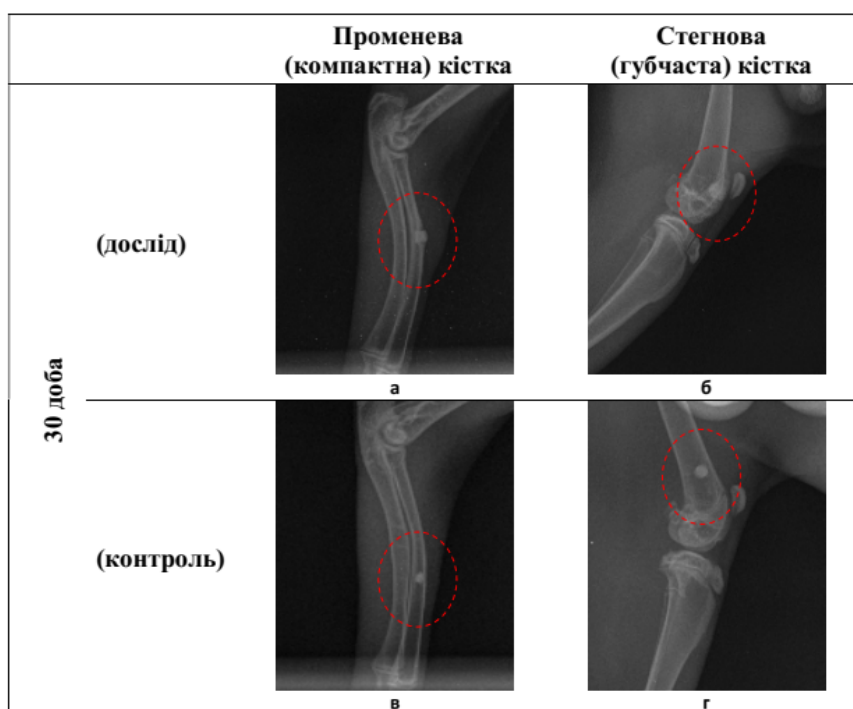 Променева
(компактна) кістка
Стегнова
(губчаста) кістка
30 доба
(дослід)
а
б
(контроль)
в
г